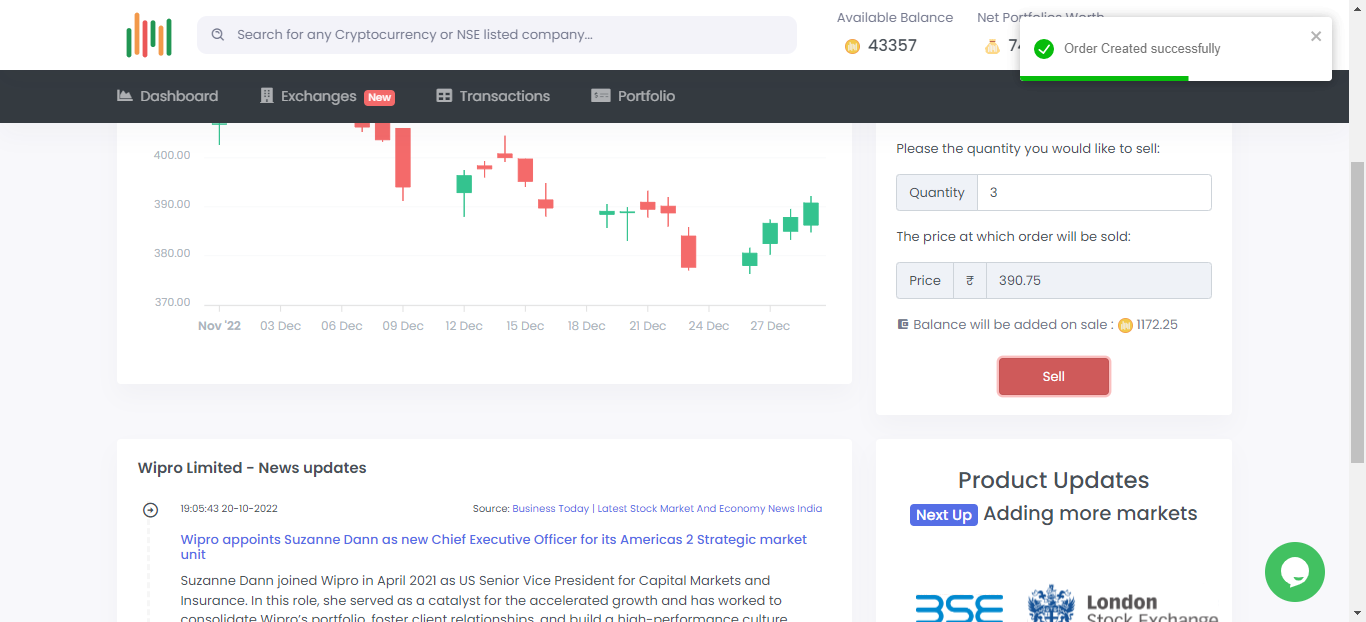 Search for any Cryptocurrency or NSE listed company...
Available Balance
43357
Net Portfolios Worth
Order Created successfully
Dashboard
Exchanges New
Transactions
Portfolio
400.00
390.00
380.00
370.00
Nov '22 03 Dec 06 Dec 09 Dec 12 Dec 15 Dec 18 Dec 21 Dec 24 Dec 27 Dec
Please the quantity you would like to sell:
Quantity 3
The price at which order will be sold:
Price ₹ 390.75
Balance will be added on sale : 1172.25
Sell
Wipro Limited - News updates
19:05:43 20-10-2022
Source: Business Today | Latest Stock Market And Economy News India
Wipro appoints Suzanne Dann as new Chief Executive Officer for its Americas 2 Strategic market
unit
Suzanne Dann joined Wipro in April 2021 as US Senior Vice President for Capital Markets and
Insurance. In this role, she served as a catalyst for the accelerated growth and has worked to
consolidate Wipro's portfolio, foster client relationships, and build a high-performance culture
Product Updates
Next Up Adding more markets
BSE
London
Stock Exchange